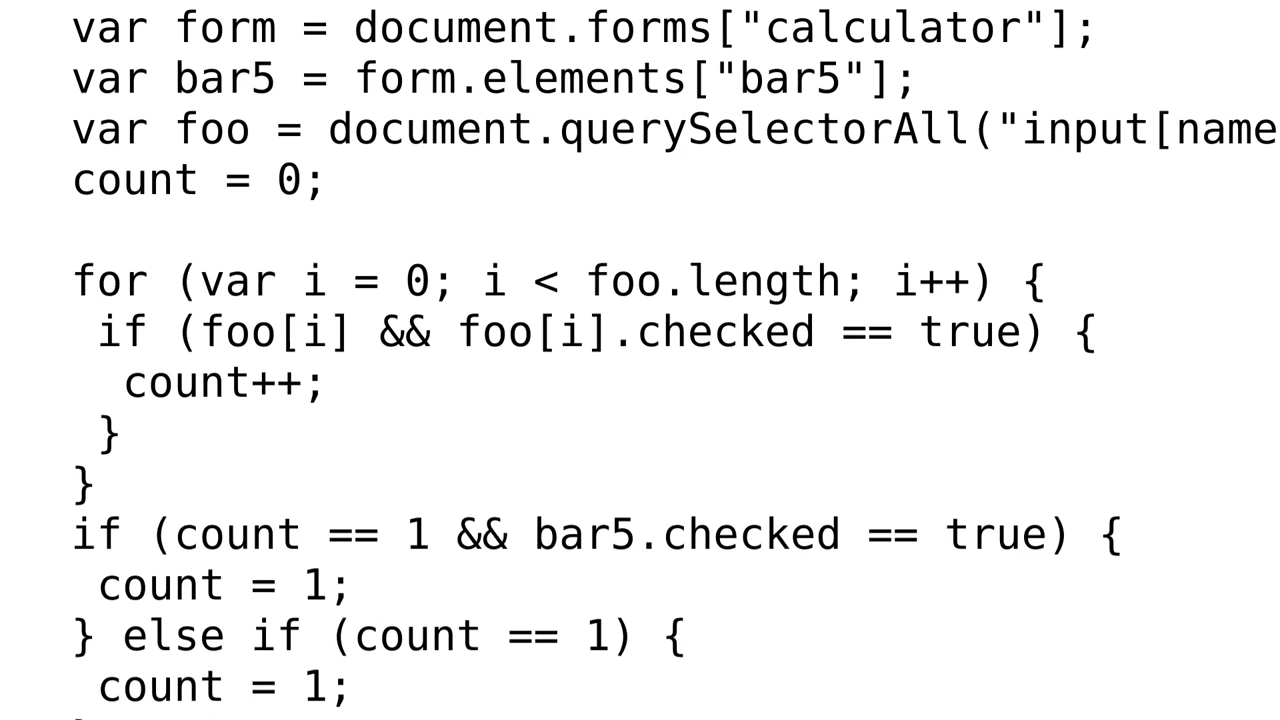 var form = document.forms["calculator"];
var bar5 = form.elements["bar5"];
var foo = document.querySelectorAll("input[name
count = 0;

for (var i = 0; i < foo.length; i++) {
 if (foo[i] && foo[i].checked == true) {
  count++;
 }
}
if (count == 1 && bar5.checked == true) {
 count = 1;
} else if (count == 1) {
 count = 1;